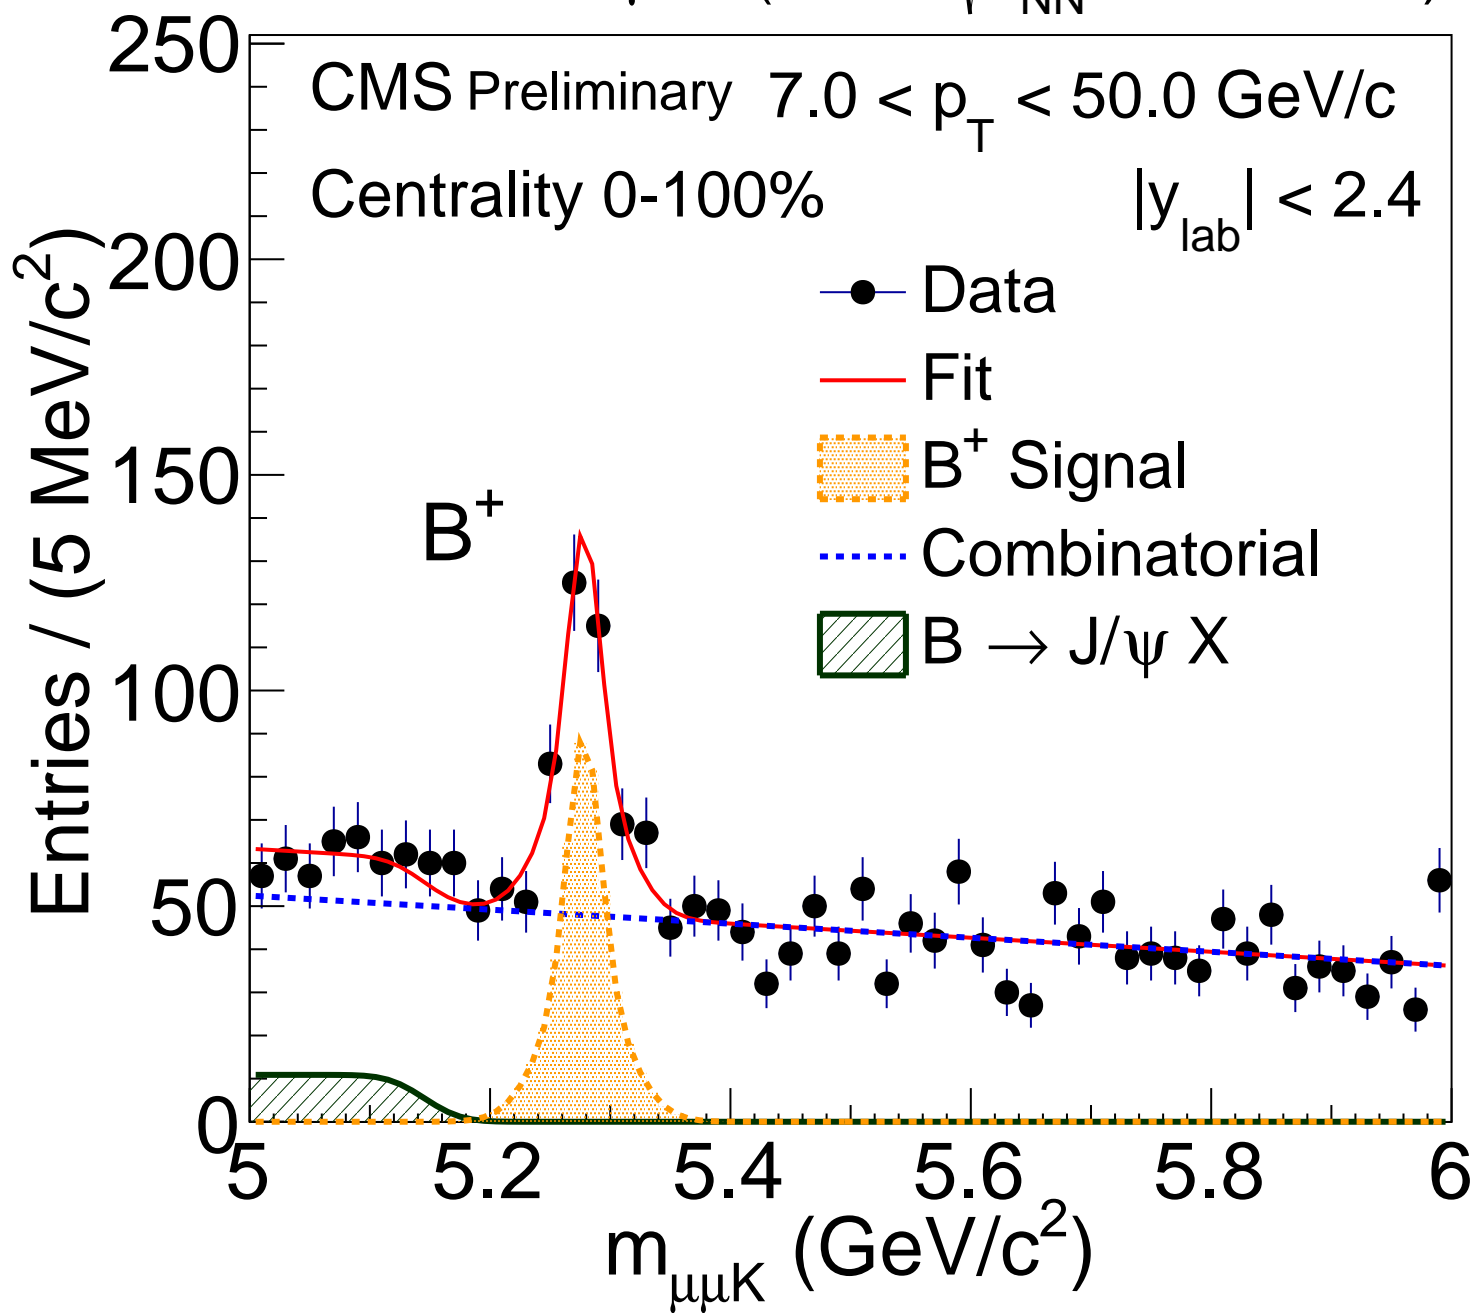 NN
250
CMS Preliminary 7.0 < p_T < 50.0 GeV/c
Centrality 0-100% |y_lab| < 2.4
200
Data
Fit
B⁺ Signal
150
B⁺
Combinatorial
B → J/ψ X
100
50
0
Entries / (5 MeV/c²)
5 5.2 5.4 5.6 5.8 6
m_μμK (GeV/c²)